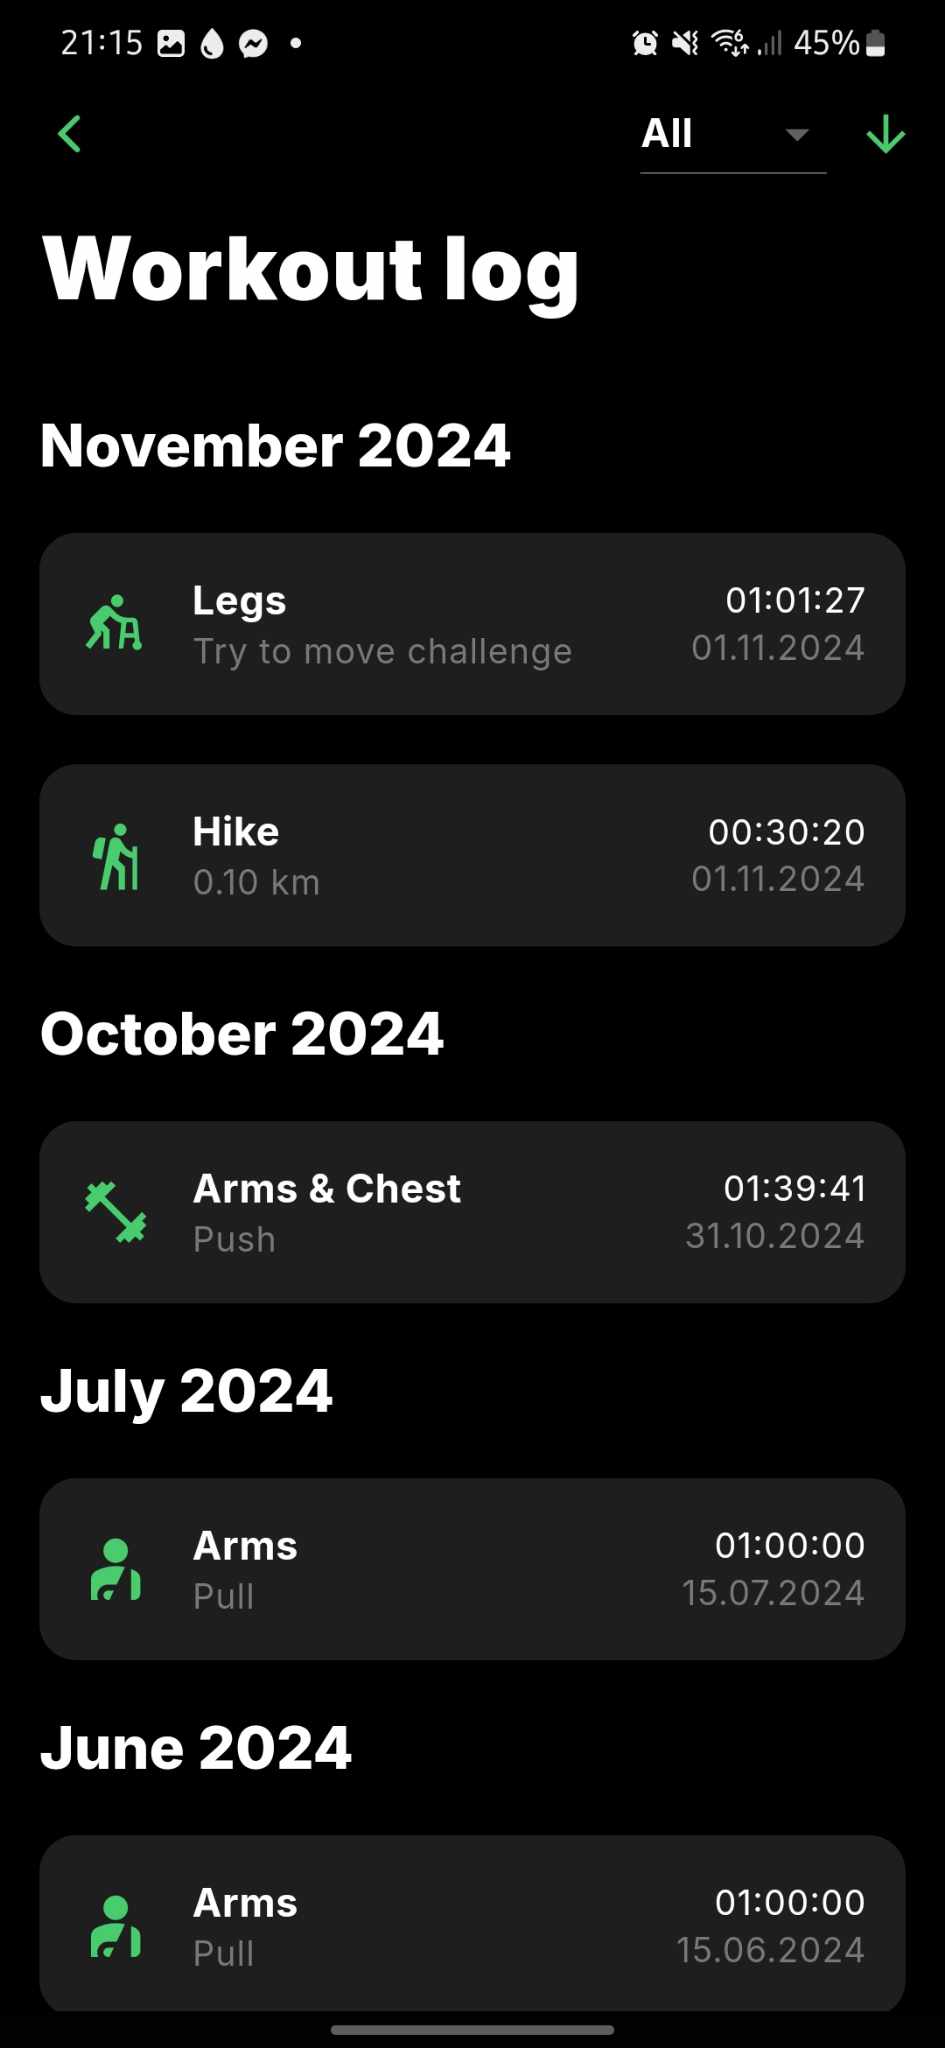 21:15
45%
All
Workout log
November 2024
Legs
01:01:27
Try to move challenge
01.11.2024
Hike
00:30:20
0.10 km
01.11.2024
October 2024
Arms & Chest
01:39:41
Push
31.10.2024
July 2024
Arms
01:00:00
Pull
15.07.2024
June 2024
Arms
01:00:00
Pull
15.06.2024